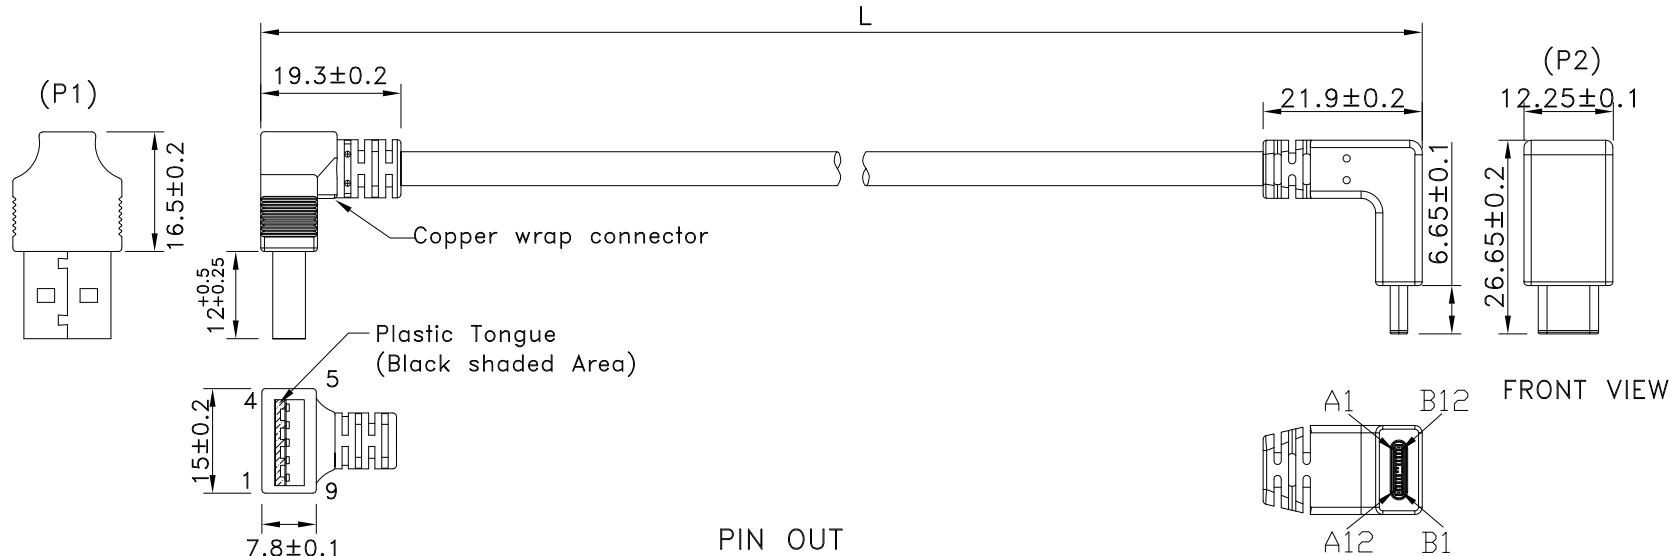 L
(P1)
19.3±0.2
21.9±0.2
(P2)
12.25±0.1
16.5±0.2
6.65±0.1
26.65±0.2
Copper wrap connector
12+0.5
+0.25
Plastic Tongue
(Black shaded Area)
5
4
15±0.2
1
9
7.8±0.1
FRONT VIEW
A1
B12
A12
B1
PIN OUT